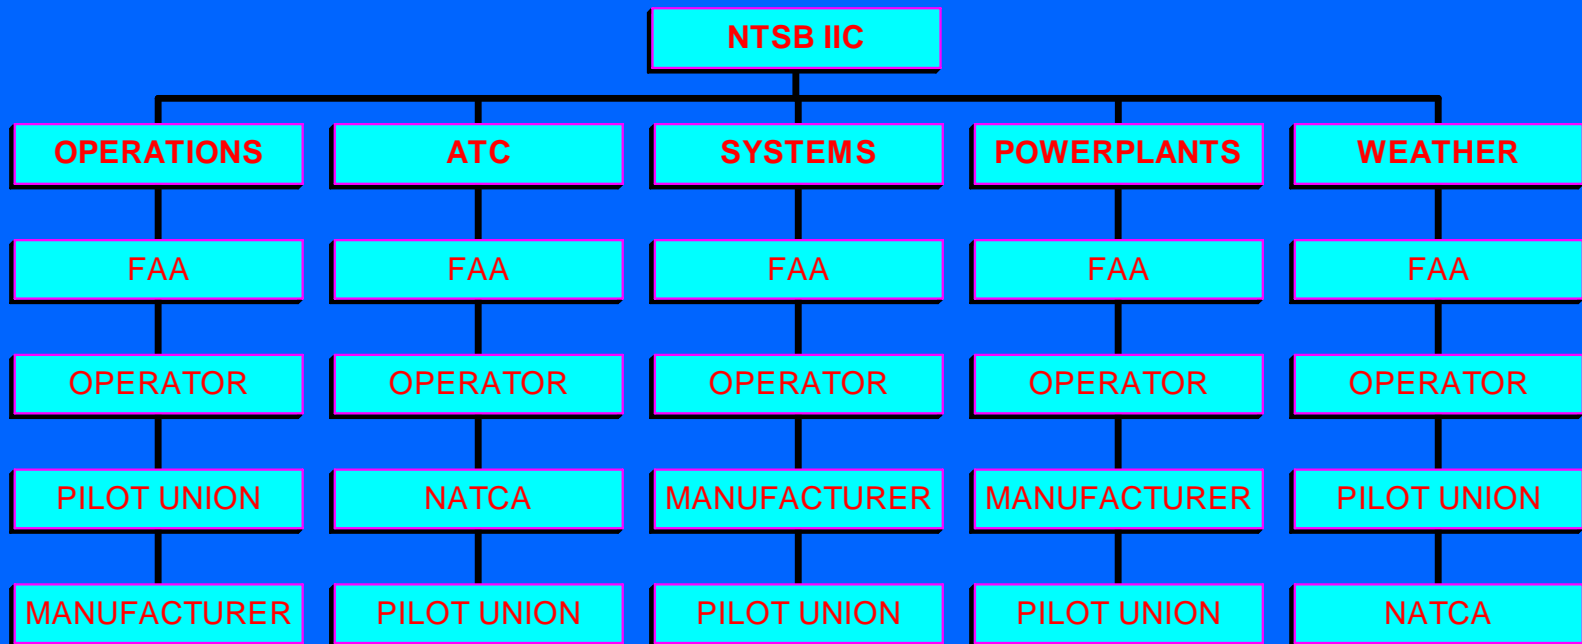 NTSB IIC
OPERATIONS ATC SYSTEMS POWERPLANTS WEATHER
FAA FAA FAA FAA FAA
OPERATOR OPERATOR OPERATOR OPERATOR OPERATOR
PILOT UNION NATCA MANUFACTURER MANUFACTURER PILOT UNION
MANUFACTURER PILOT UNION PILOT UNION PILOT UNION NATCA